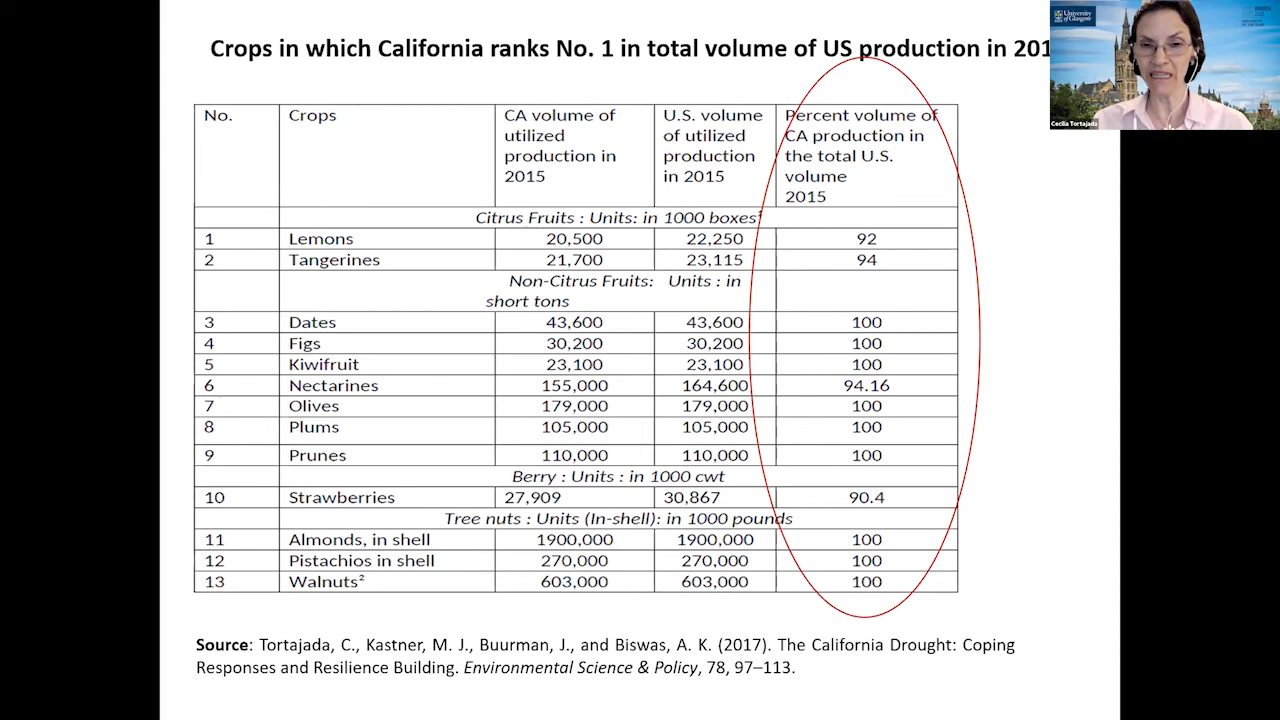 Crops in which California ranks No. 1 in total volume of US production in 201
University
of Glasgow
Cecilia Tortajada
No. Crops CA volume of utilized production in 2015 U.S. volume of utilized production in 2015 Percent volume of CA production in the total U.S. volume 2015
Citrus Fruits : Units: in 1000 boxes¹
1 Lemons 20,500 22,250 92
2 Tangerines 21,700 23,115 94
Non-Citrus Fruits: Units : in
short tons
3 Dates 43,600 43,600 100
4 Figs 30,200 30,200 100
5 Kiwifruit 23,100 23,100 100
6 Nectarines 155,000 164,600 94.16
7 Olives 179,000 179,000 100
8 Plums 105,000 105,000 100
9 Prunes 110,000 110,000 100
Berry : Units : in 1000 cwt
10 Strawberries 27,909 30,867 90.4
Tree nuts : Units (In-shell): in 1000 pounds
11 Almonds, in shell 1900,000 1900,000 100
12 Pistachios in shell 270,000 270,000 100
13 Walnuts² 603,000 603,000 100
Source: Tortajada, C., Kastner, M. J., Buurman, J., and Biswas, A. K. (2017). The California Drought: Coping
Responses and Resilience Building. Environmental Science & Policy, 78, 97–113.